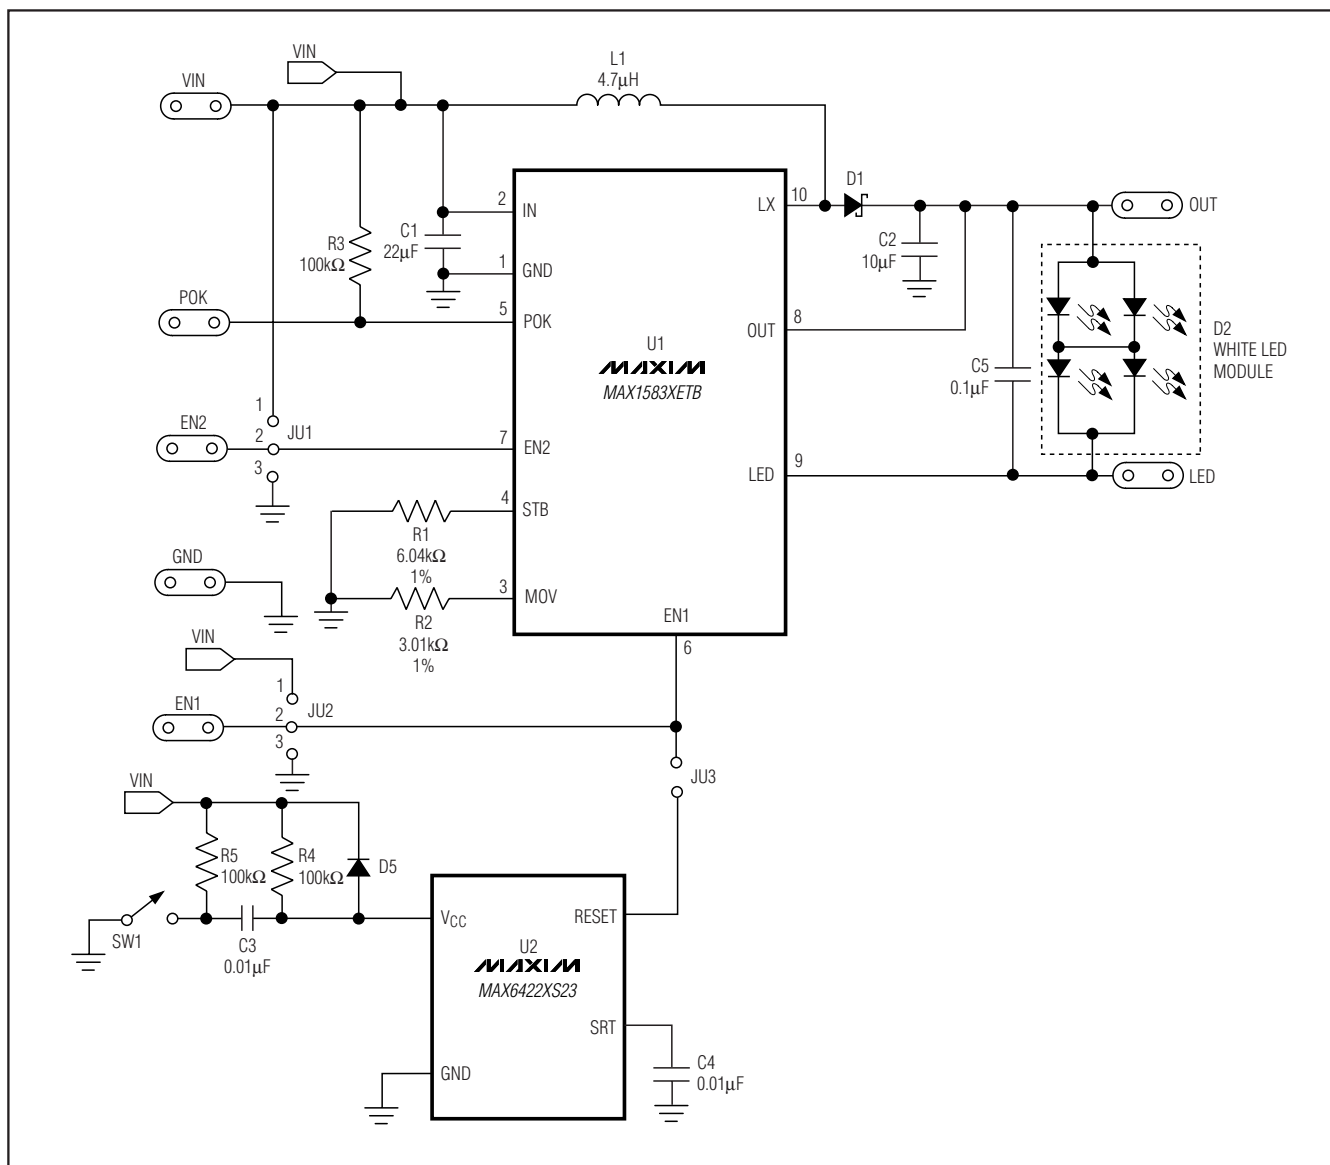 VIN
VIN
L1
4.7μH
R3
100kΩ
C1
22μF
2
IN
1
GND
POK
5
POK
LX
10
D1
OUT
C2
10μF
OUT
8
U1
MAXIM
MAX1583XETB
C5
0.1μF
D2
WHITE LED
MODULE
1
EN2
2
JU1
3
7
EN2
LED
9
LED
4
STB
R1
6.04kΩ
1%
GND
3
MOV
R2
3.01kΩ
1%
EN1
6
VIN
1
EN1
2
JU2
3
JU3
VIN
R5
100kΩ
R4
100kΩ
D5
SW1
C3
0.01μF
VCC
RESET
U2
MAXIM
MAX6422XS23
SRT
GND
C4
0.01μF